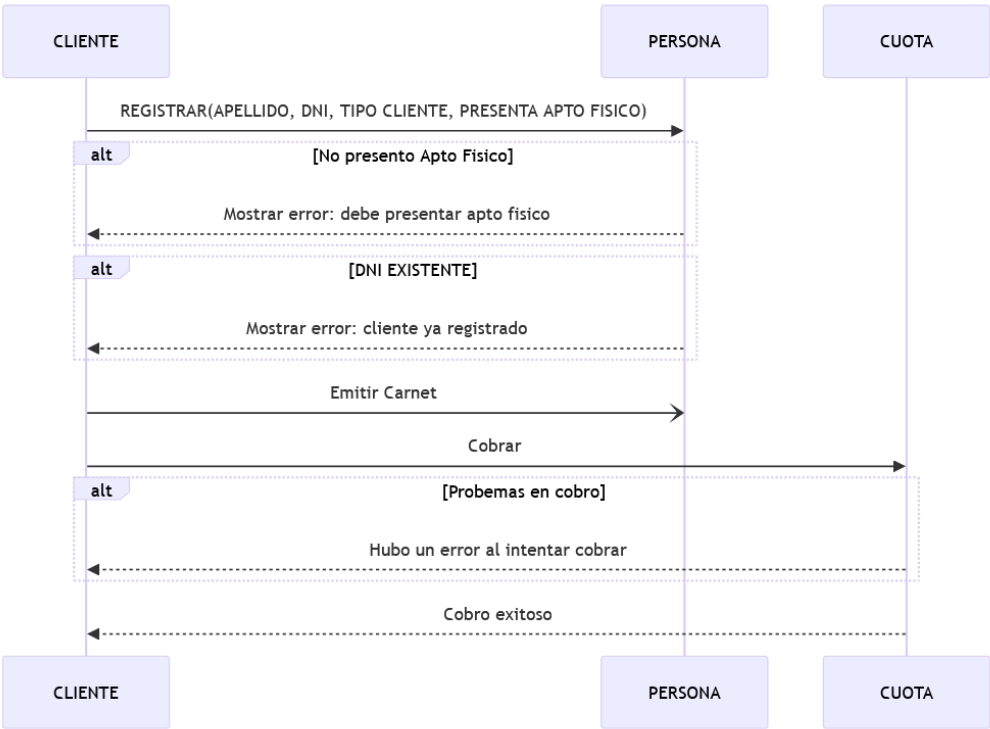 CLIENTE PERSONA CUOTA
REGISTRAR(APELLIDO, DNI, TIPO CLIENTE, PRESENTA APTO FISICO)
alt [No presento Apto Fisico]
Mostrar error: debe presentar apto fisico
alt [DNI EXISTENTE]
Mostrar error: cliente ya registrado
Emitir Carnet
Cobrar
alt [Probemas en cobro]
Hubo un error al intentar cobrar
Cobro exitoso
CLIENTE PERSONA CUOTA